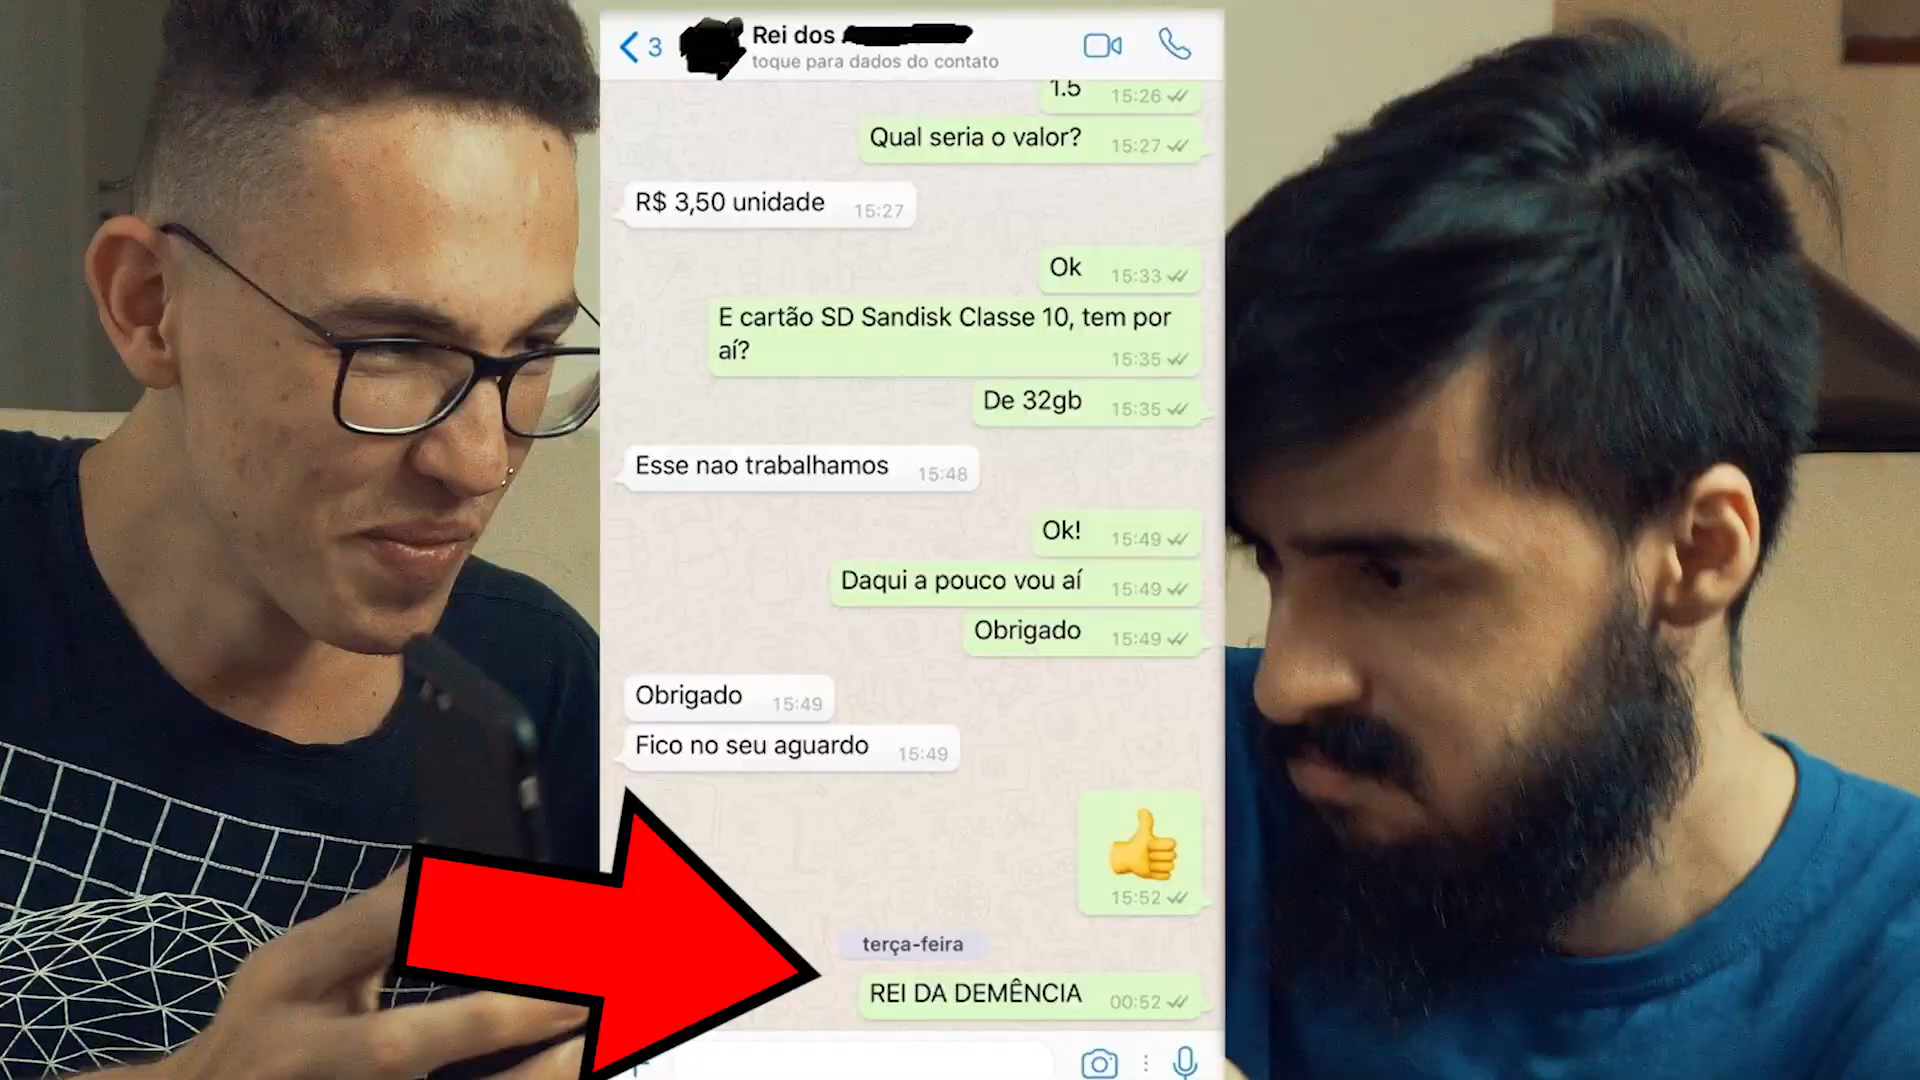 3
Rei dos
toque para dados do contato
1.5 15:26
Qual seria o valor? 15:27
R$ 3,50 unidade 15:27
Ok 15:33
E cartão SD Sandisk Classe 10, tem por
aí? 15:35
De 32gb 15:35
Esse nao trabalhamos 15:48
Ok! 15:49
Daqui a pouco vou aí 15:49
Obrigado 15:49
Obrigado 15:49
Fico no seu aguardo 15:49
15:52
terça-feira
REI DA DEMÊNCIA 00:52